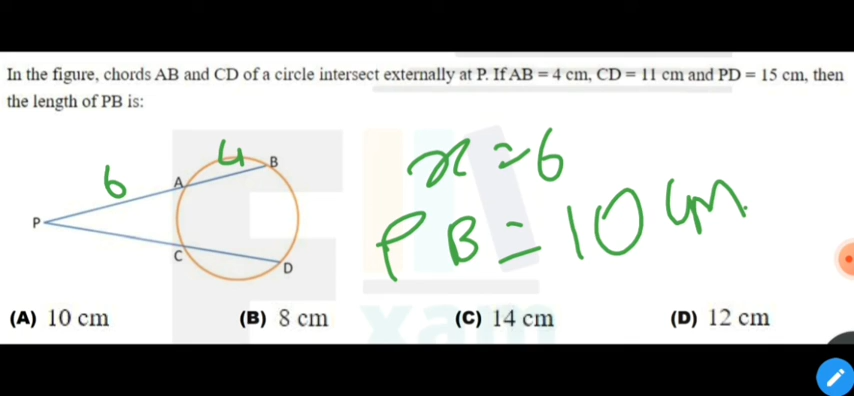 In the figure, chords AB and CD of a circle intersect externally at P. If AB = 4 cm, CD = 11 cm and PD = 15 cm, then
the length of PB is:
x = 6
PB = 10 cm.
6
4
A
B
P
C
D
(A) 10 cm
(B) 8 cm
(C) 14 cm
(D) 12 cm
xam